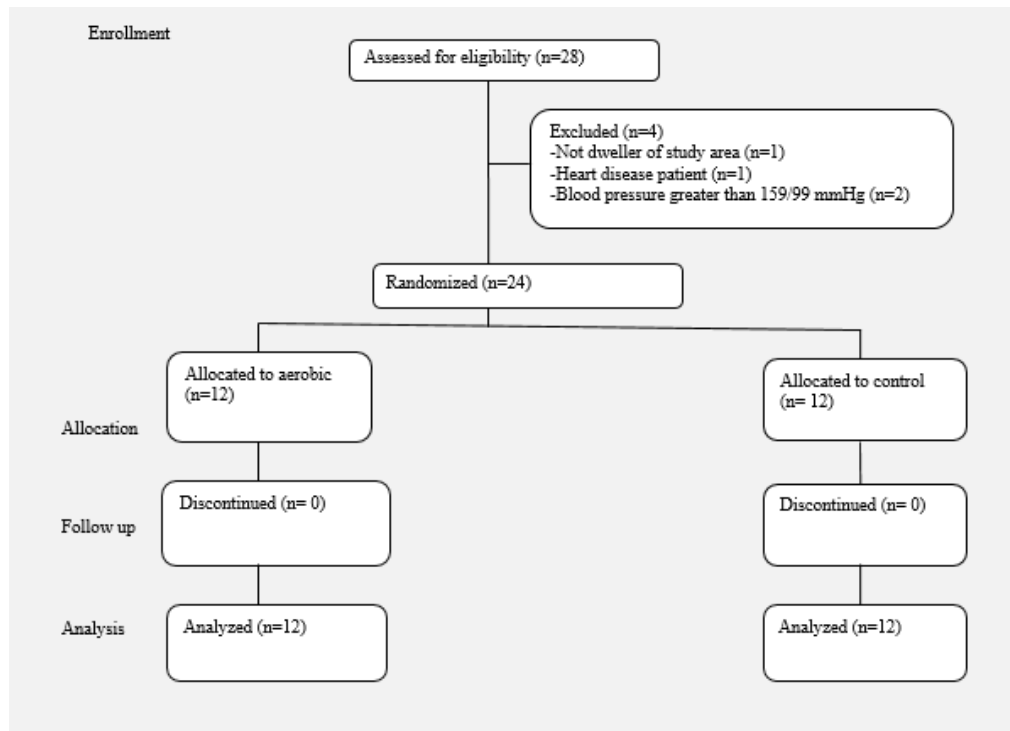 Enrollment
Assessed for eligibility (n=28)
Excluded (n=4)
-Not dweller of study area (n=1)
-Heart disease patient (n=1)
-Blood pressure greater than 159/99 mmHg (n=2)
Randomized (n=24)
Allocated to aerobic
(n=12)
Allocated to control
(n= 12)
Allocation
Discontinued (n= 0)
Discontinued (n= 0)
Follow up
Analyzed (n=12)
Analyzed (n=12)
Analysis